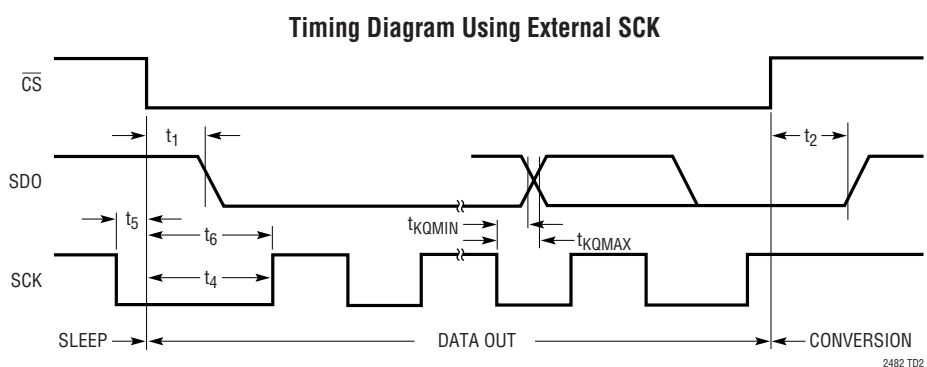 Timing Diagram Using External SCK
CS
t1
t2
SDO
t5
t6
tKQMIN
tKQMAX
t4
SCK
SLEEP
DATA OUT
CONVERSION
2482 TD2